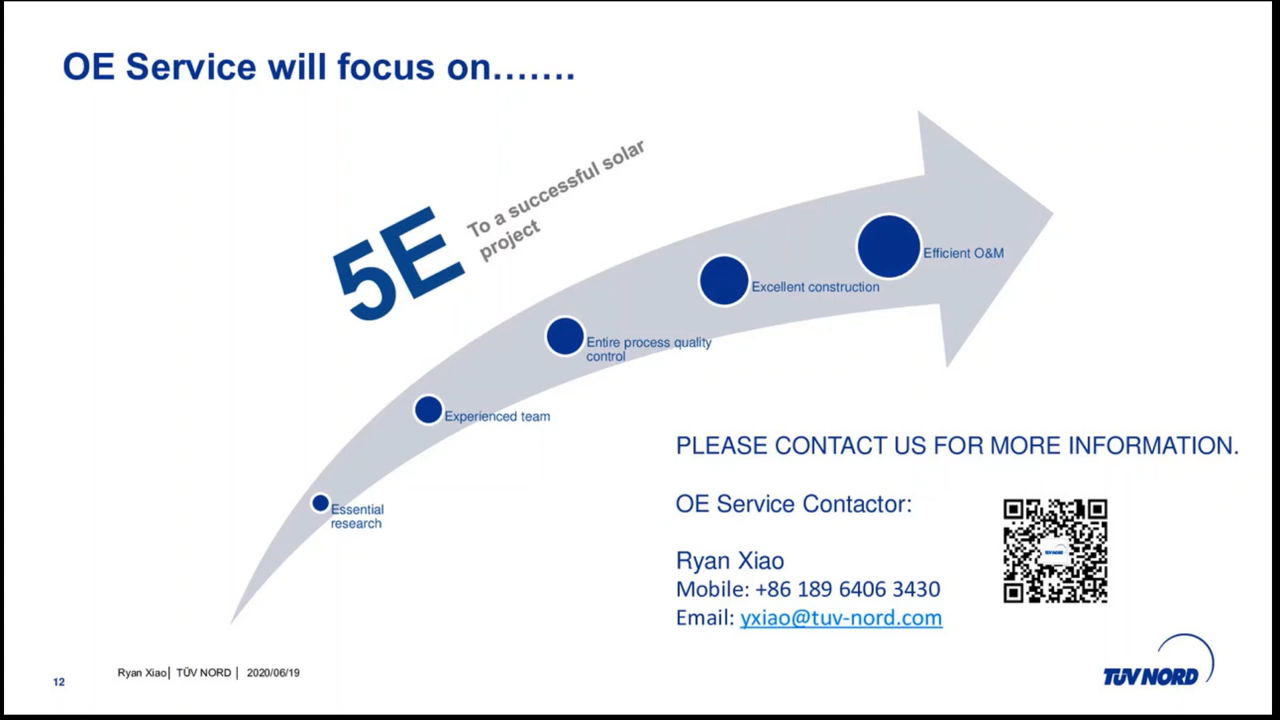 OE Service will focus on.......
5E
To a successful solar
project
Efficient O&M
Excellent construction
Entire process quality
control
Experienced team
Essential
research
PLEASE CONTACT US FOR MORE INFORMATION.
OE Service Contactor:
Ryan Xiao
Mobile: +86 189 6406 3430
Email: yxiao@tuv-nord.com
TÜV NORD
12
Ryan Xiao| TÜV NORD | 2020/06/19
TÜV NORD